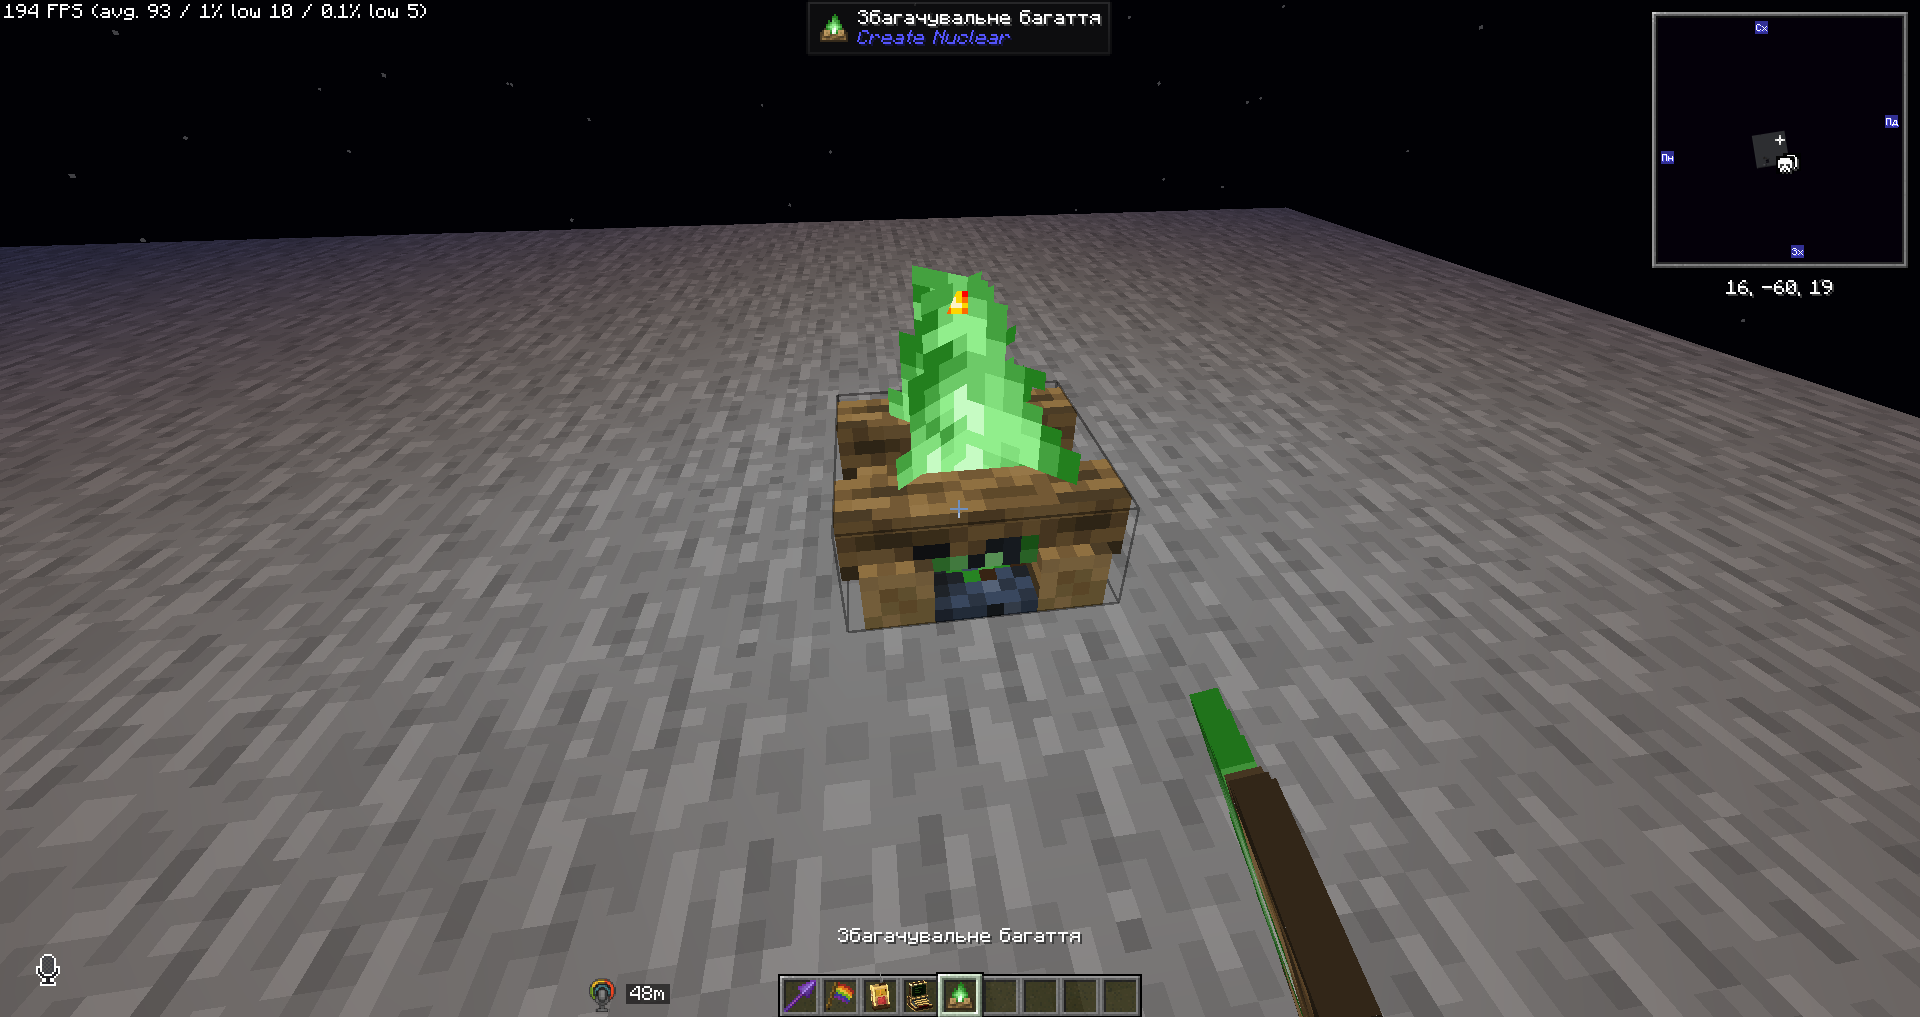 194 FPS (avg. 93 / 1% low 10 / 0.1% low 5)
Збагачувальне багаття
Create Nuclear
Сх
Пд
Пн
Зх
16, -60, 19
Збагачувальне багаття
48m